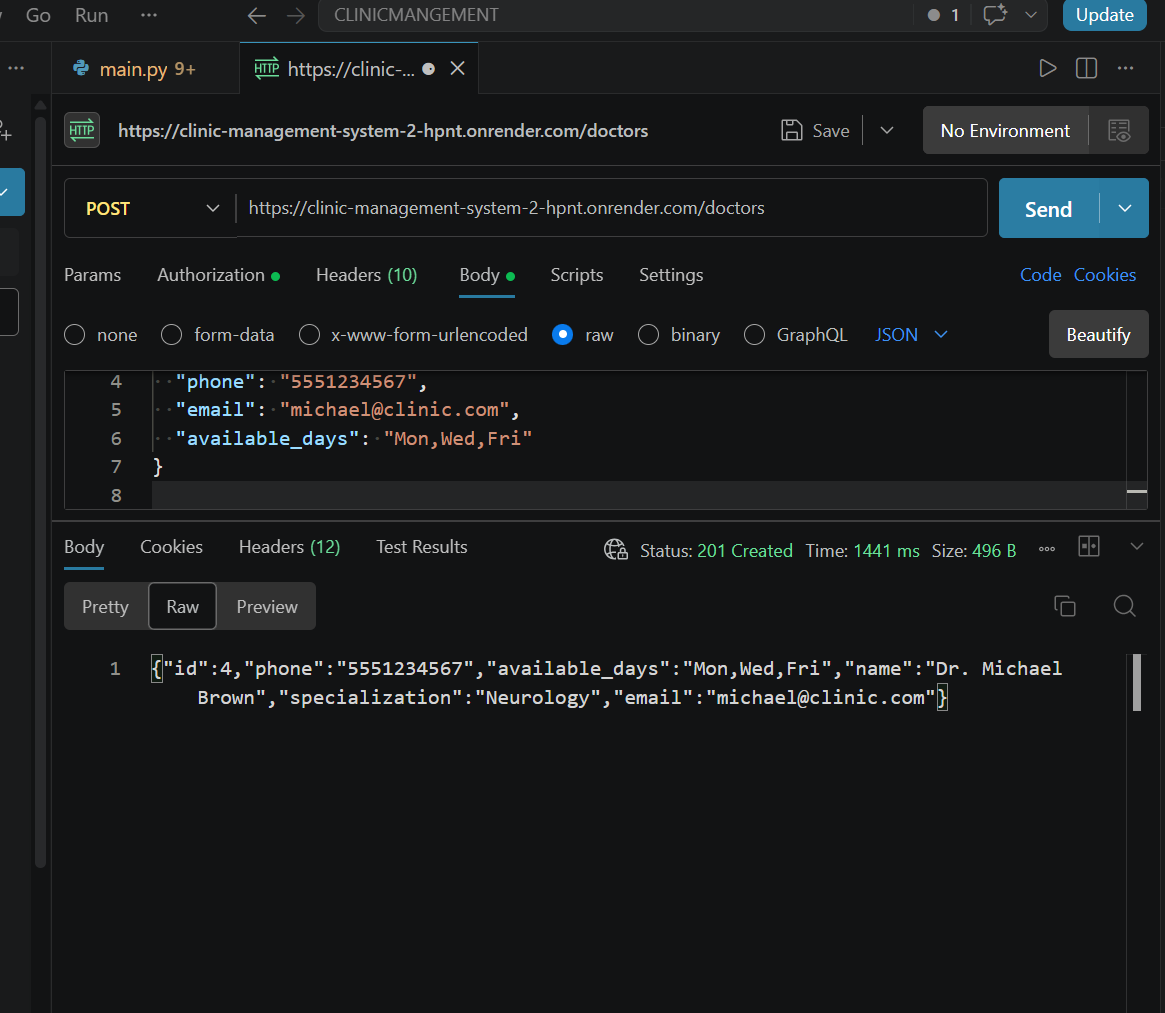 Go Run ··· CLINICMANGEMENT 1 Update
main.py 9+ HTTP https://clinic-...
HTTP https://clinic-management-system-2-hpnt.onrender.com/doctors Save No Environment
POST https://clinic-management-system-2-hpnt.onrender.com/doctors Send
Params Authorization Headers (10) Body Scripts Settings Code Cookies
none form-data x-www-form-urlencoded raw binary GraphQL JSON Beautify
4 "phone": "5551234567",
5 "email": "michael@clinic.com",
6 "available_days": "Mon,Wed,Fri"
7 }
8
Body Cookies Headers (12) Test Results Status: 201 Created Time: 1441 ms Size: 496 B
Pretty Raw Preview
1 {"id":4,"phone":"5551234567","available_days":"Mon,Wed,Fri","name":"Dr. Michael
Brown","specialization":"Neurology","email":"michael@clinic.com"}